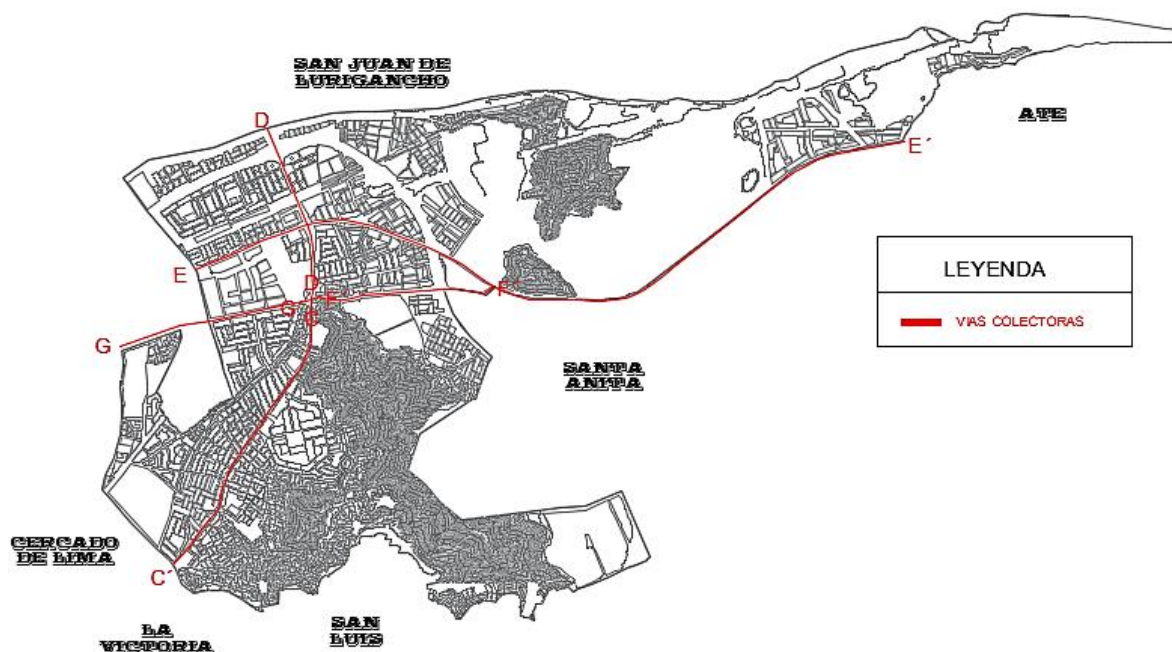 SAN JUAN DE
LURIGANCHO
ATE
D
E´
E
LEYENDA
D
F
F´
G´
C
VIAS COLECTORAS
G
SANTA
ANITA
CERCADO
DE LIMA
C´
LA
VICTORIA
SAN
LUIS